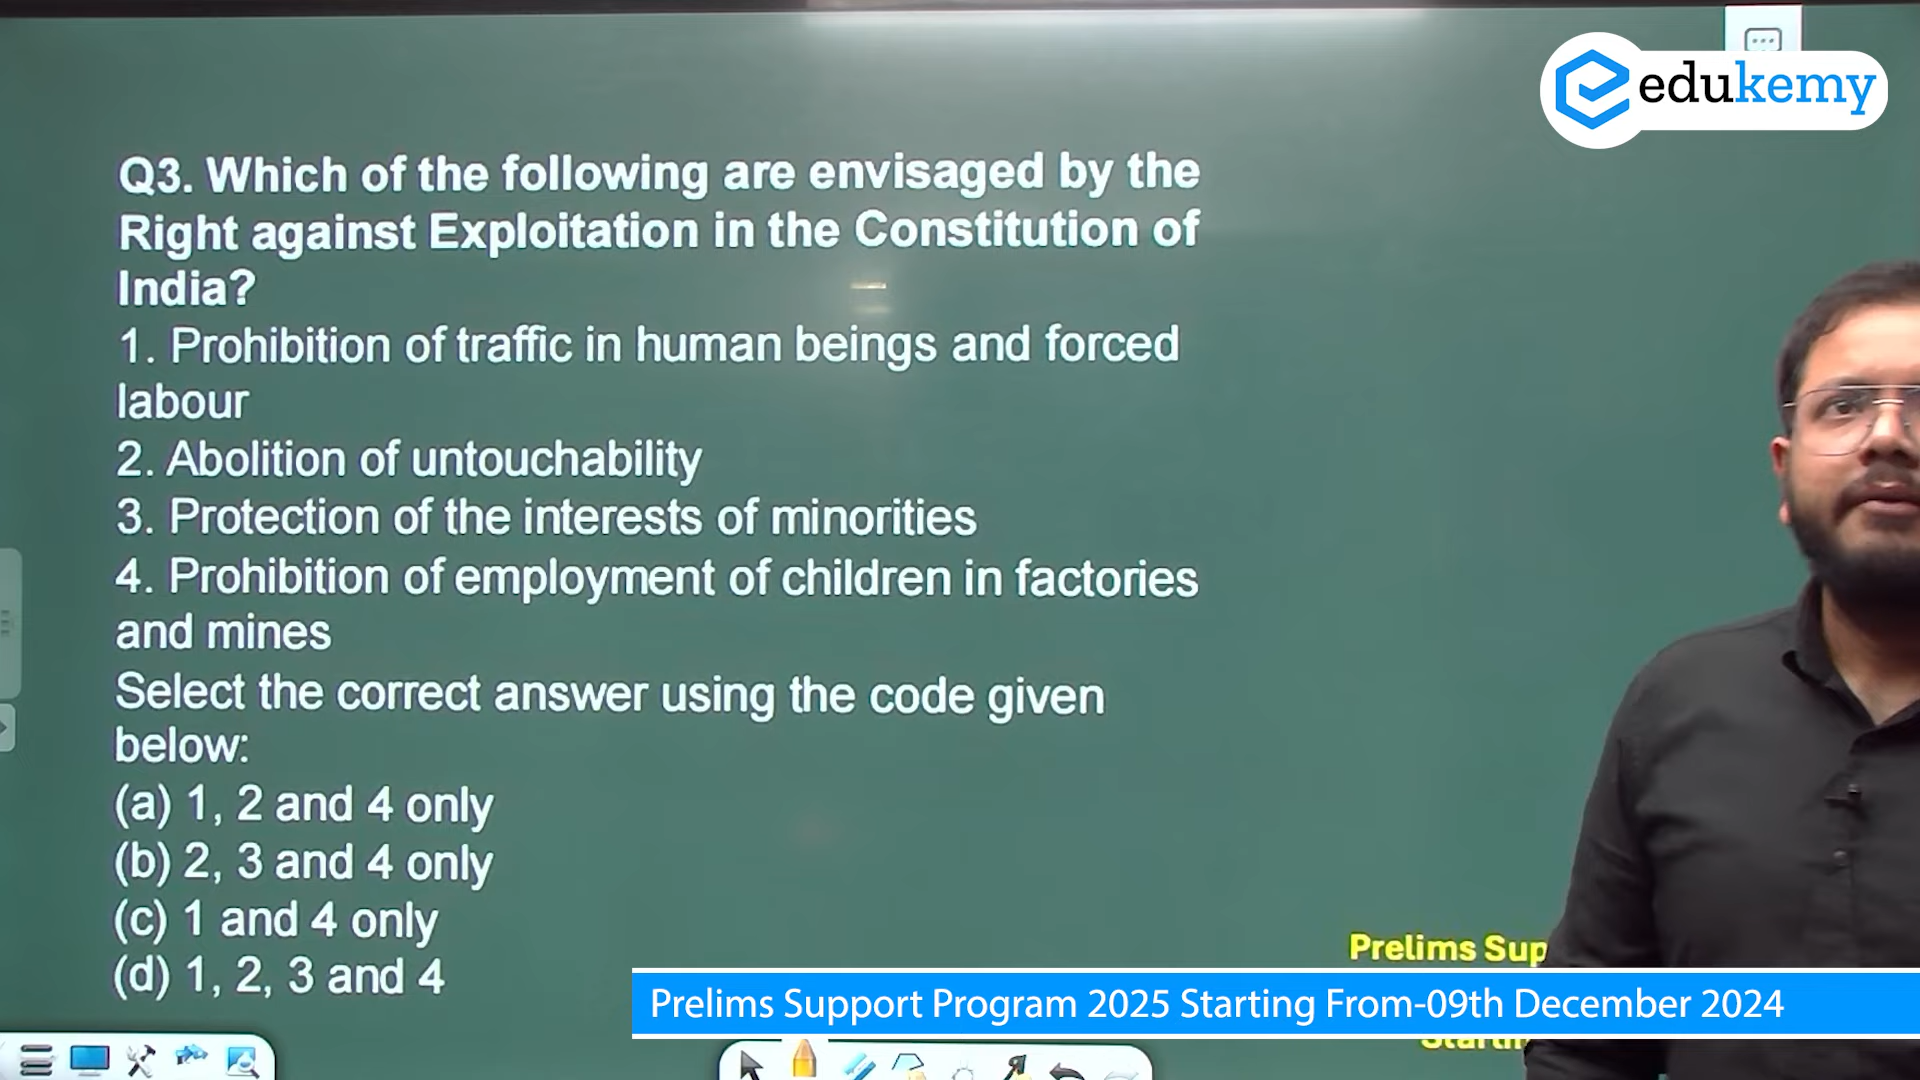 edukemy
Q3. Which of the following are envisaged by the
Right against Exploitation in the Constitution of
India?
1. Prohibition of traffic in human beings and forced
labour
2. Abolition of untouchability
3. Protection of the interests of minorities
4. Prohibition of employment of children in factories
and mines
Select the correct answer using the code given
below:
(a) 1, 2 and 4 only
(b) 2, 3 and 4 only
(c) 1 and 4 only
(d) 1, 2, 3 and 4
Prelims Sup
Prelims Support Program 2025 Starting From-09th December 2024